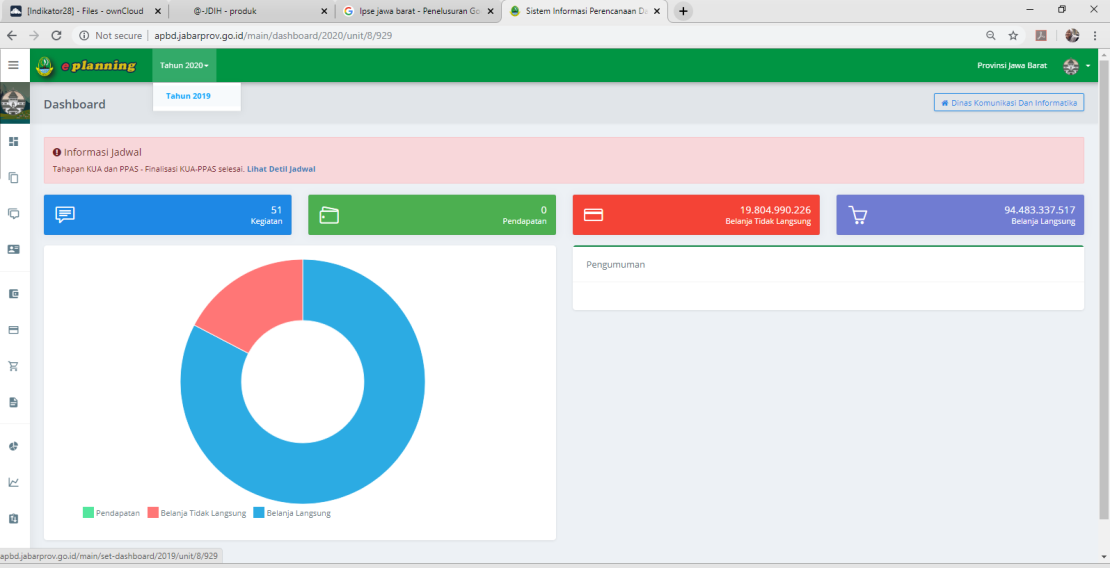 [Indikator28] - Files - ownCloud
@-JDIH - produk
lpse jawa barat - Penelusuran Go
Sistem Informasi Perencanaan D
Not secure | apbd.jabarprov.go.id/main/dashboard/2020/unit/8/929
e planning
Tahun 2020
Provinsi Jawa Barat
Tahun 2019
Dashboard
Dinas Komunikasi Dan Informatika
Informasi Jadwal
Tahapan KUA dan PPAS - Finalisasi KUA-PPAS selesai. Lihat Detil Jadwal
51
Kegiatan
0
Pendapatan
19.804.990.226
Belanja Tidak Langsung
94.483.337.517
Belanja Langsung
Pengumuman
Pendapatan
Belanja Tidak Langsung
Belanja Langsung
apbd.jabarprov.go.id/main/set-dashboard/2019/unit/8/929